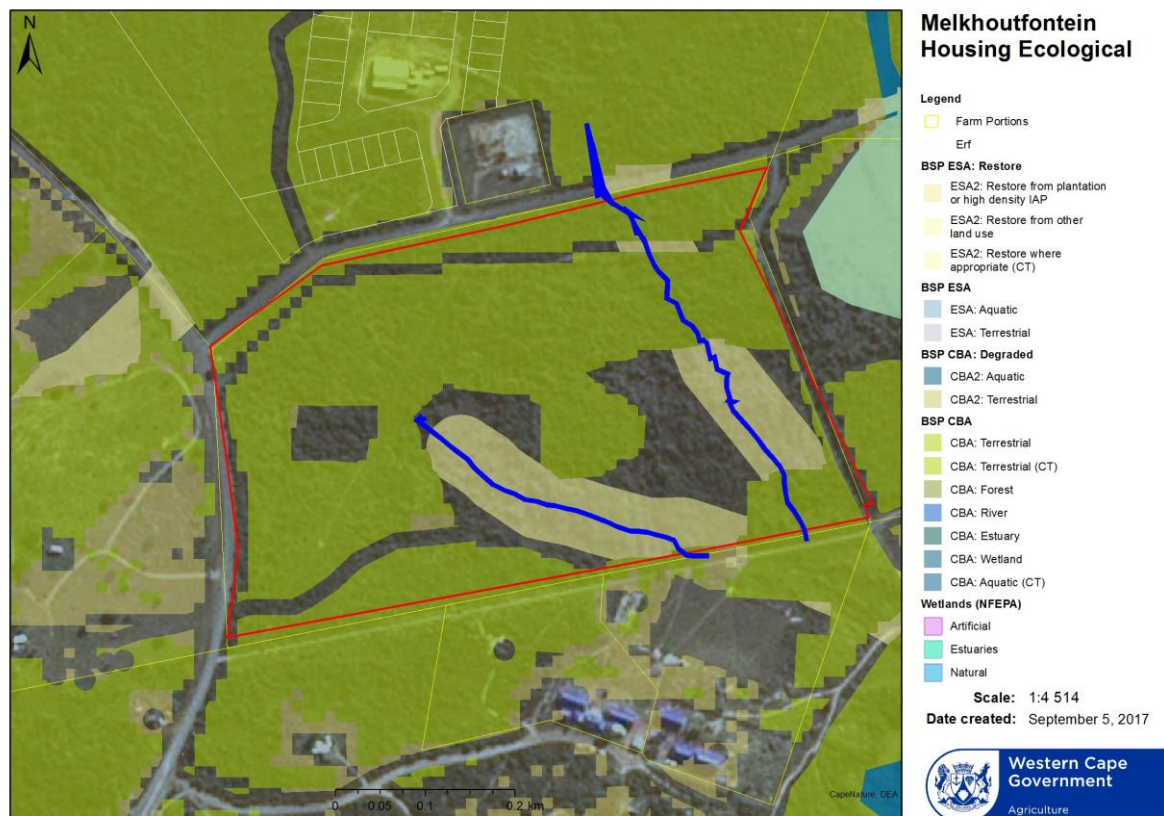 N
Melkhoutfontein
Housing Ecological
Legend
Farm Portions
Erf
BSP ESA: Restore
ESA2: Restore from plantation
or high density IAP
ESA2: Restore from other
land use
ESA2: Restore where
appropriate (CT)
BSP ESA
ESA: Aquatic
ESA: Terrestrial
BSP CBA: Degraded
CBA2: Aquatic
CBA2: Terrestrial
BSP CBA
CBA: Terrestrial
CBA: Terrestrial (CT)
CBA: Forest
CBA: River
CBA: Estuary
CBA: Wetland
CBA: Aquatic (CT)
Wetlands (NFEPA)
Artificial
Estuaries
Natural
Scale: 1:4 514
Date created: September 5, 2017
Western Cape
Government
Agriculture
0 0.05 0.1 0.2 km
CapeNature, DEA